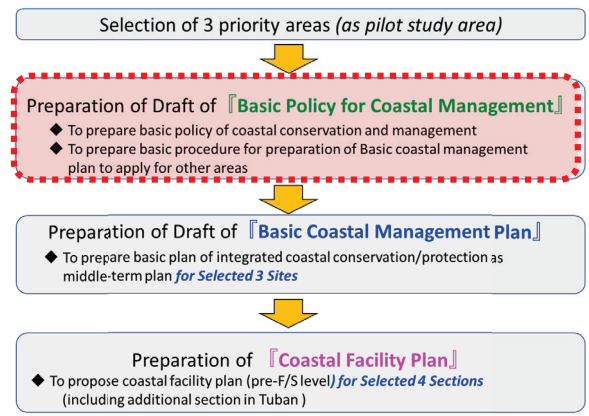 Selection of 3 priority areas (as pilot study area)
Preparation of Draft of『Basic Policy for Coastal Management』
◆ To prepare basic policy of coastal conservation and management
◆ To prepare basic procedure for preparation of Basic coastal management
plan to apply for other areas
Preparation of Draft of『Basic Coastal Management Plan』
◆ To prepare basic plan of integrated coastal conservation/protection as
middle-term plan for Selected 3 Sites
Preparation of 『Coastal Facility Plan』
◆ To propose coastal facility plan (pre-F/S level) for Selected 4 Sections
(including additional section in Tuban )